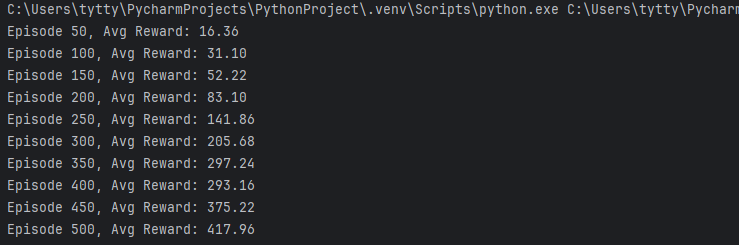 C:\Users\tytty\PycharmProjects\PythonProject\.venv\Scripts\python.exe C:\Users\tytty\Pycharm
Episode 50, Avg Reward: 16.36
Episode 100, Avg Reward: 31.10
Episode 150, Avg Reward: 52.22
Episode 200, Avg Reward: 83.10
Episode 250, Avg Reward: 141.86
Episode 300, Avg Reward: 205.68
Episode 350, Avg Reward: 297.24
Episode 400, Avg Reward: 293.16
Episode 450, Avg Reward: 375.22
Episode 500, Avg Reward: 417.96